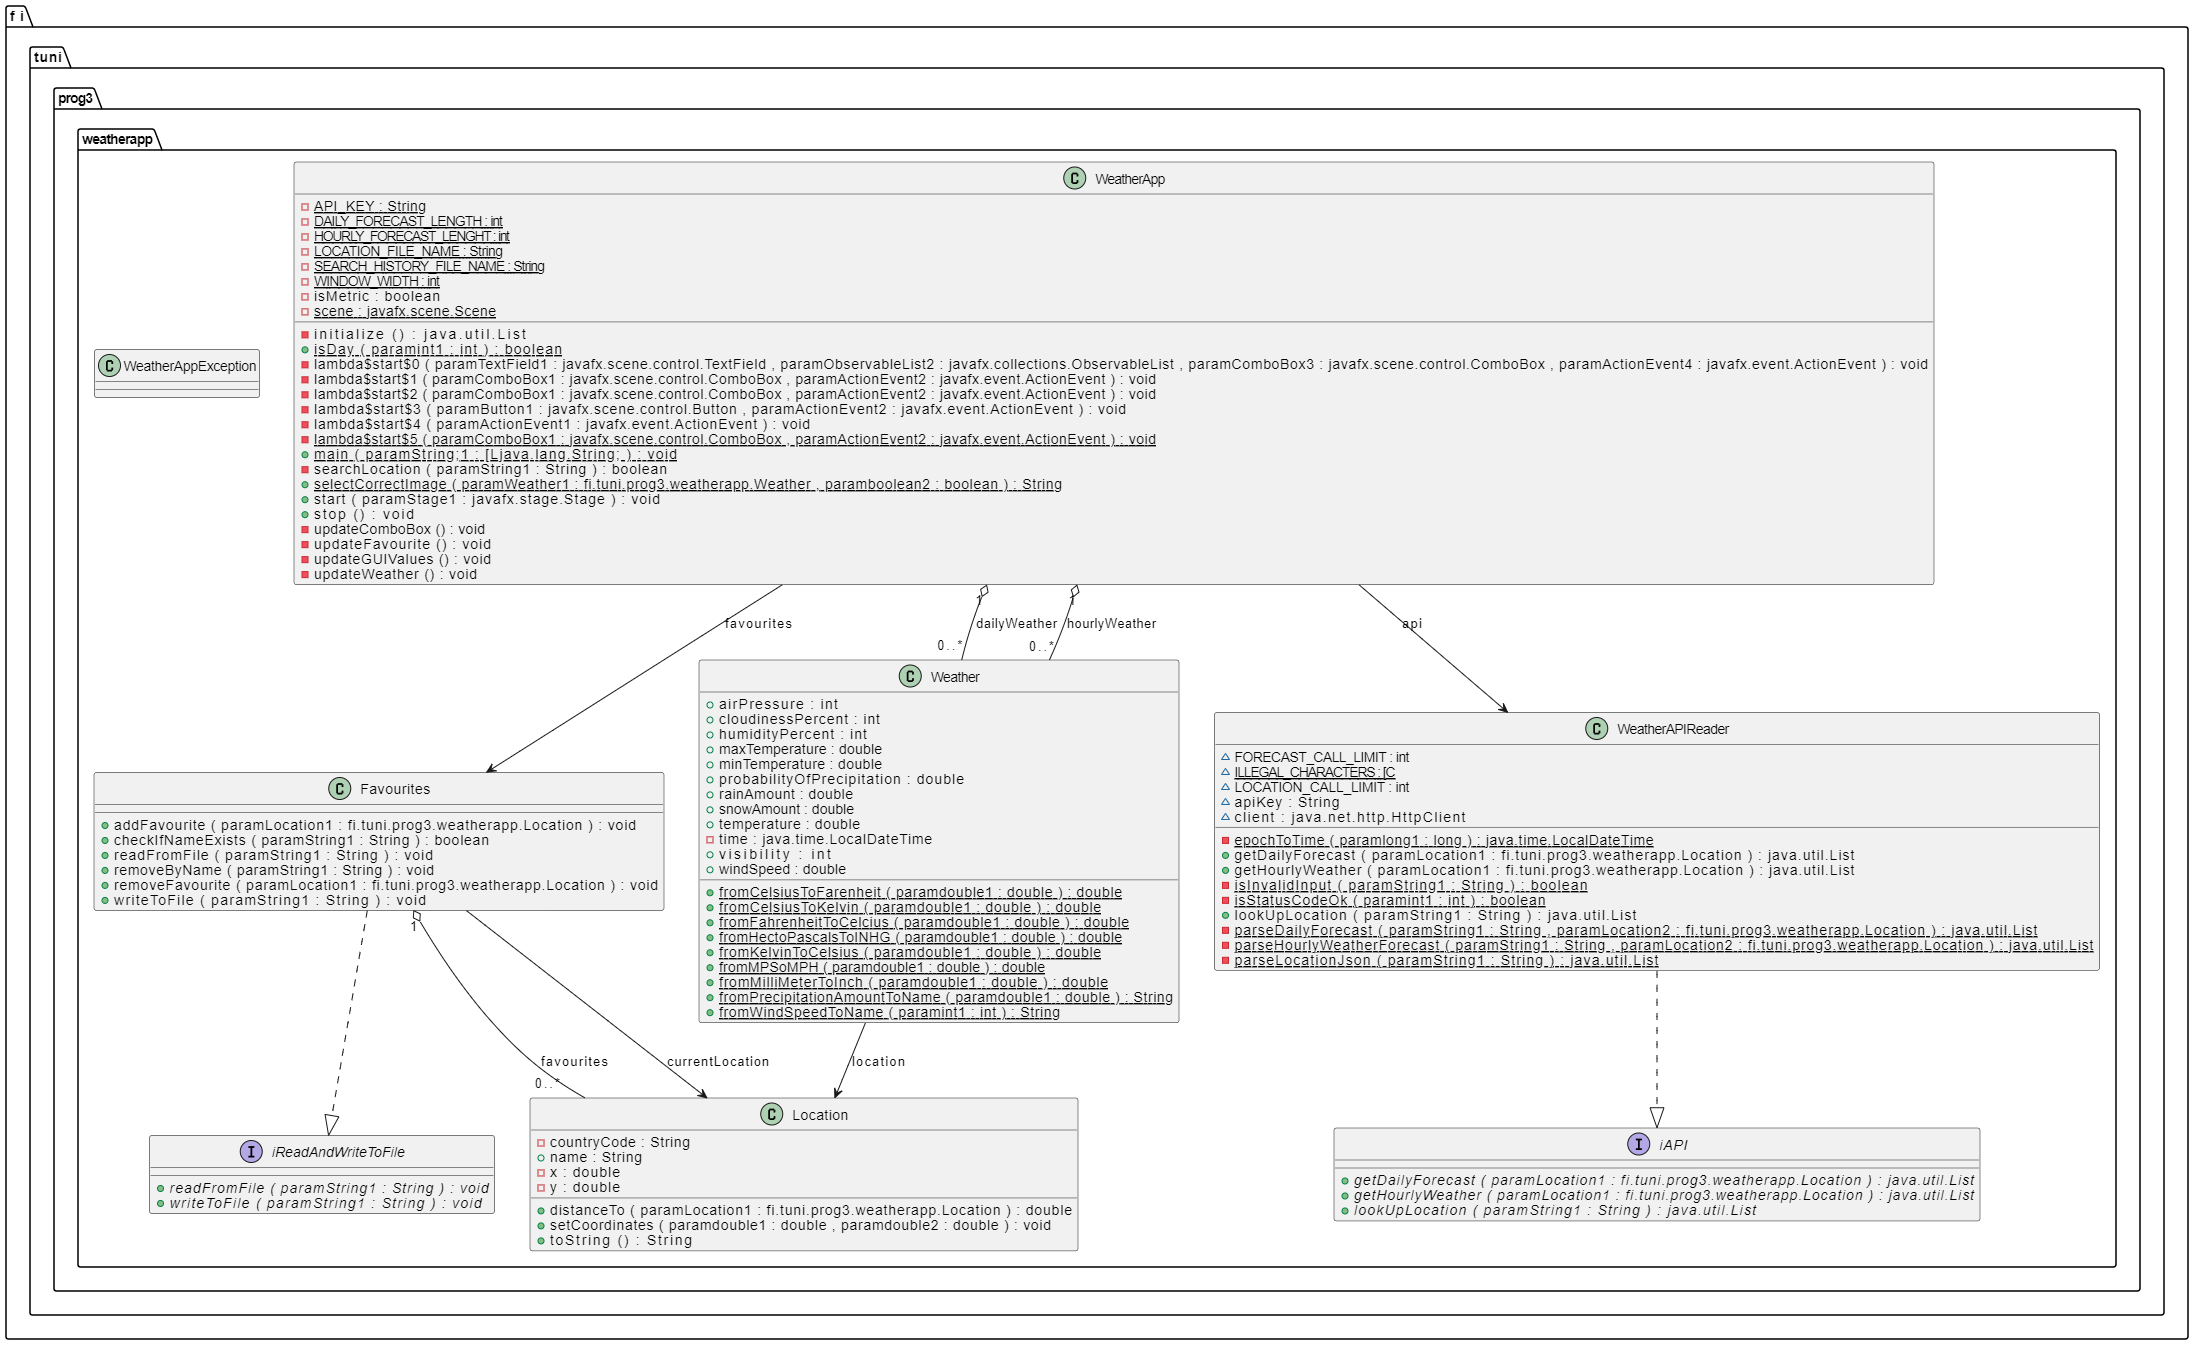 fi
tuni
prog3
weatherapp
C WeatherApp
API_KEY : String
DAILY_FORECAST_LENGTH : int
HOURLY_FORECAST_LENGHT : int
LOCATION_FILE_NAME : String
SEARCH_HISTORY_FILE_NAME : String
WINDOW_WIDTH : int
isMetric : boolean
scene : javafx.scene.Scene
initialize () : java.util.List
isDay ( paramint1 : int ) : boolean
lambda$start$0 ( paramTextField1 : javafx.scene.control.TextField , paramObservableList2 : javafx.collections.ObservableList , paramComboBox3 : javafx.scene.control.ComboBox , paramActionEvent4 : javafx.event.ActionEvent ) : void
lambda$start$1 ( paramComboBox1 : javafx.scene.control.ComboBox , paramActionEvent2 : javafx.event.ActionEvent ) : void
lambda$start$2 ( paramComboBox1 : javafx.scene.control.ComboBox , paramActionEvent2 : javafx.event.ActionEvent ) : void
lambda$start$3 ( paramButton1 : javafx.scene.control.Button , paramActionEvent2 : javafx.event.ActionEvent ) : void
lambda$start$4 ( paramActionEvent1 : javafx.event.ActionEvent ) : void
lambda$start$5 ( paramComboBox1 : javafx.scene.control.ComboBox , paramActionEvent2 : javafx.event.ActionEvent ) : void
main ( paramString;1 : [Ljava.lang.String; ) : void
searchLocation ( paramString1 : String ) : boolean
selectCorrectImage ( paramWeather1 : fi.tuni.prog3.weatherapp.Weather , paramboolean2 : boolean ) : String
start ( paramStage1 : javafx.stage.Stage ) : void
stop () : void
updateComboBox () : void
updateFavourite () : void
updateGUIValues () : void
updateWeather () : void
C WeatherAppException
favourites
1
dailyWeather
0..*
1
hourlyWeather
0..*
api
C Weather
airPressure : int
cloudinessPercent : int
humidityPercent : int
maxTemperature : double
minTemperature : double
probabilityOfPrecipitation : double
rainAmount : double
snowAmount : double
temperature : double
time : java.time.LocalDateTime
visibility : int
windSpeed : double
fromCelsiusToFarenheit ( paramdouble1 : double ) : double
fromCelsiusToKelvin ( paramdouble1 : double ) : double
fromFahrenheitToCelcius ( paramdouble1 : double ) : double
fromHectoPascalsToINHG ( paramdouble1 : double ) : double
fromKelvinToCelsius ( paramdouble1 : double ) : double
fromMPSoMPH ( paramdouble1 : double ) : double
fromMilliMeterToInch ( paramdouble1 : double ) : double
fromPrecipitationAmountToName ( paramdouble1 : double ) : String
fromWindSpeedToName ( paramint1 : int ) : String
C WeatherAPIReader
FORECAST_CALL_LIMIT : int
ILLEGAL_CHARACTERS : [C
LOCATION_CALL_LIMIT : int
apiKey : String
client : java.net.http.HttpClient
epochToTime ( paramlong1 : long ) : java.time.LocalDateTime
getDailyForecast ( paramLocation1 : fi.tuni.prog3.weatherapp.Location ) : java.util.List
getHourlyWeather ( paramLocation1 : fi.tuni.prog3.weatherapp.Location ) : java.util.List
isInvalidInput ( paramString1 : String ) : boolean
isStatusCodeOk ( paramint1 : int ) : boolean
lookUpLocation ( paramString1 : String ) : java.util.List
parseDailyForecast ( paramString1 : String , paramLocation2 : fi.tuni.prog3.weatherapp.Location ) : java.util.List
parseHourlyWeatherForecast ( paramString1 : String , paramLocation2 : fi.tuni.prog3.weatherapp.Location ) : java.util.List
parseLocationJson ( paramString1 : String ) : java.util.List
C Favourites
addFavourite ( paramLocation1 : fi.tuni.prog3.weatherapp.Location ) : void
checkIfNameExists ( paramString1 : String ) : boolean
readFromFile ( paramString1 : String ) : void
removeByName ( paramString1 : String ) : void
removeFavourite ( paramLocation1 : fi.tuni.prog3.weatherapp.Location ) : void
writeToFile ( paramString1 : String ) : void
1
favourites
0..*
currentLocation
location
I iReadAndWriteToFile
readFromFile ( paramString1 : String ) : void
writeToFile ( paramString1 : String ) : void
C Location
countryCode : String
name : String
x : double
y : double
distanceTo ( paramLocation1 : fi.tuni.prog3.weatherapp.Location ) : double
setCoordinates ( paramdouble1 : double , paramdouble2 : double ) : void
toString () : String
I iAPI
getDailyForecast ( paramLocation1 : fi.tuni.prog3.weatherapp.Location ) : java.util.List
getHourlyWeather ( paramLocation1 : fi.tuni.prog3.weatherapp.Location ) : java.util.List
lookUpLocation ( paramString1 : String ) : java.util.List